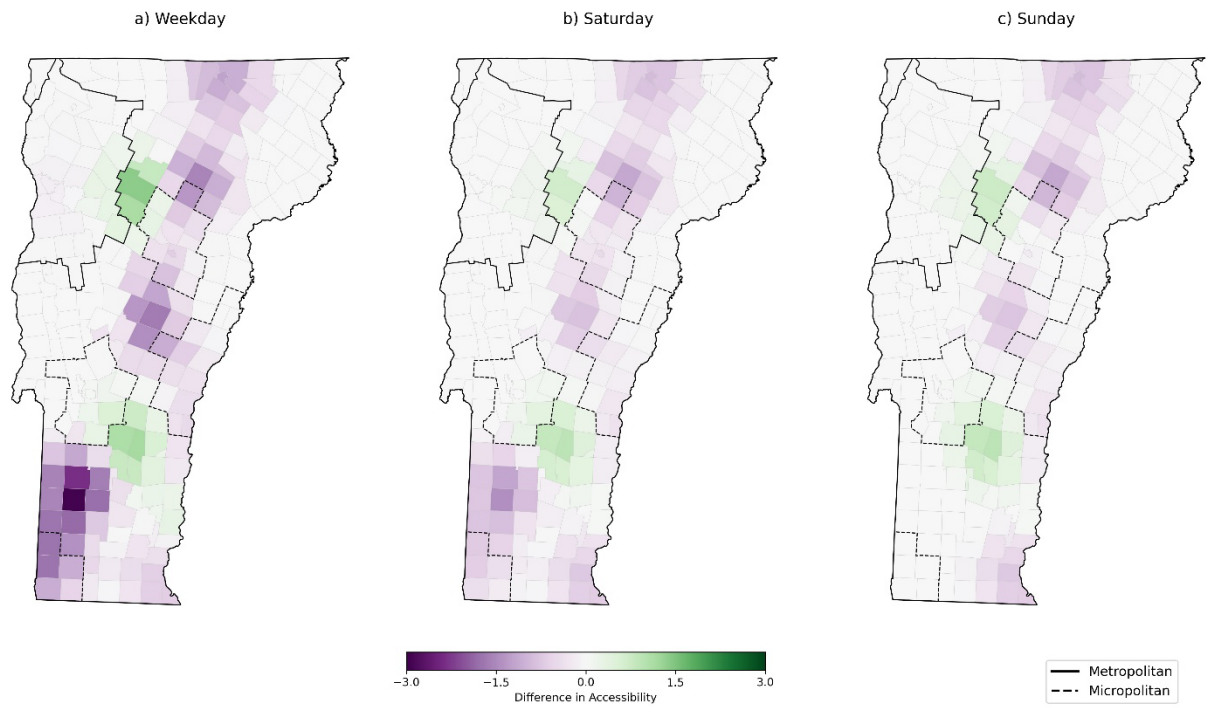 a) Weekday
b) Saturday
c) Sunday
−3.0
−1.5
0.0
1.5
3.0
Difference in Accessibility
Metropolitan
Micropolitan